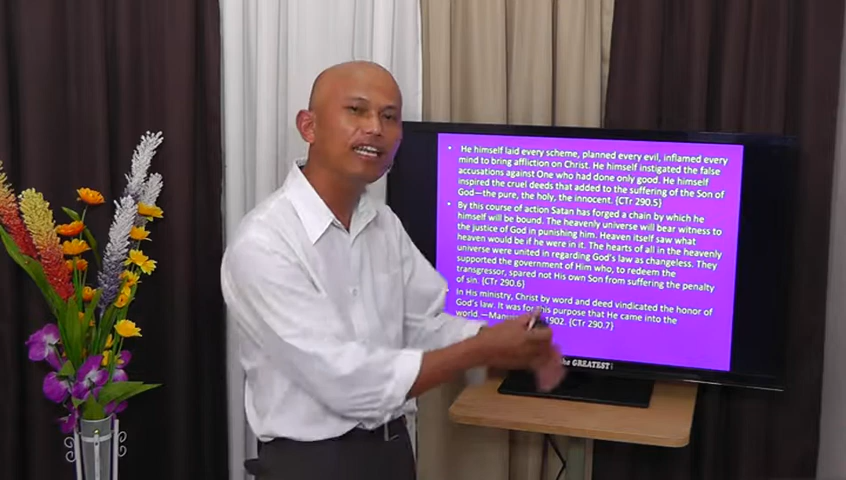 • He himself laid every scheme, planned every evil, inflamed every
mind to bring affliction on Christ. He himself instigated the false
accusations against One who had done only good. He himself
inspired the cruel deeds that added to the suffering of the Son of
God—the pure, the holy, the innocent. {CTr 290.5}
• By this course of action Satan has forged a chain by which he
himself will be bound. The heavenly universe will bear witness to
the justice of God in punishing him. Heaven itself saw what
heaven would be if he were in it. The hearts of all in the heavenly
universe were united in regarding God's law as changeless. They
supported the government of Him who, to redeem the
transgressor, spared not His own Son from suffering the penalty
of sin. {CTr 290.6}
• In His ministry, Christ by word and deed vindicated the honor of
God's law. It was for this purpose that He came into the
world.— 1902. {CTr 290.7}
the GREATEST